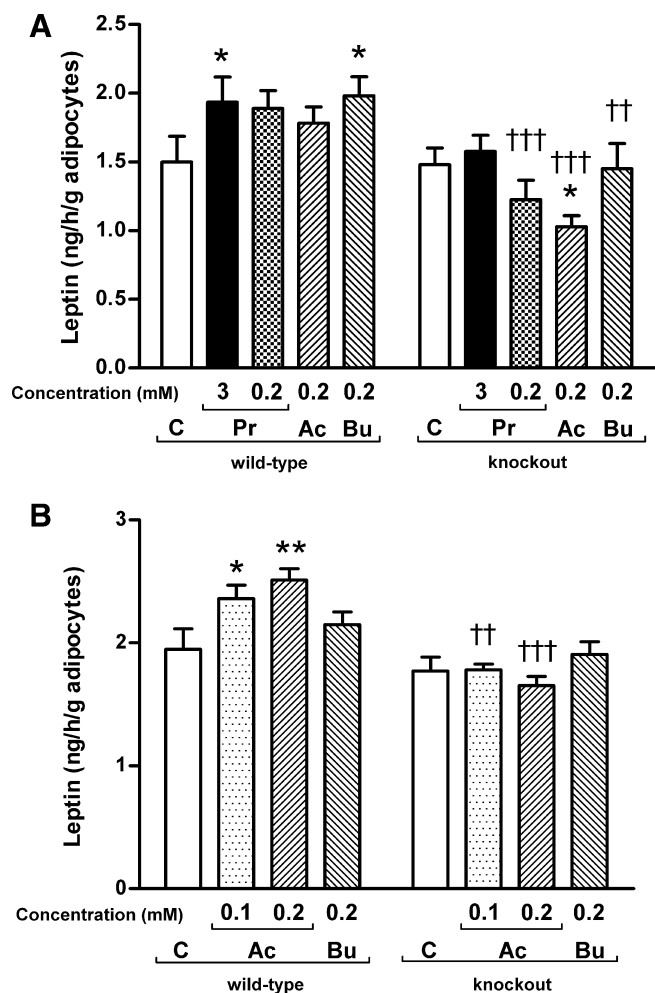 A
Leptin (ng/h/g adipocytes)
2.5
2.0
1.5
1.0
0.5
0.0
* * ††† ††† * ††
Concentration (mM) 3 0.2 0.2 0.2 3 0.2 0.2 0.2
C Pr Ac Bu C Pr Ac Bu
wild-type knockout
B
Leptin (ng/h/g adipocytes)
3
2
1
0
* ** †† †††
Concentration (mM) 0.1 0.2 0.2 0.1 0.2 0.2
C Ac Bu C Ac Bu
wild-type knockout